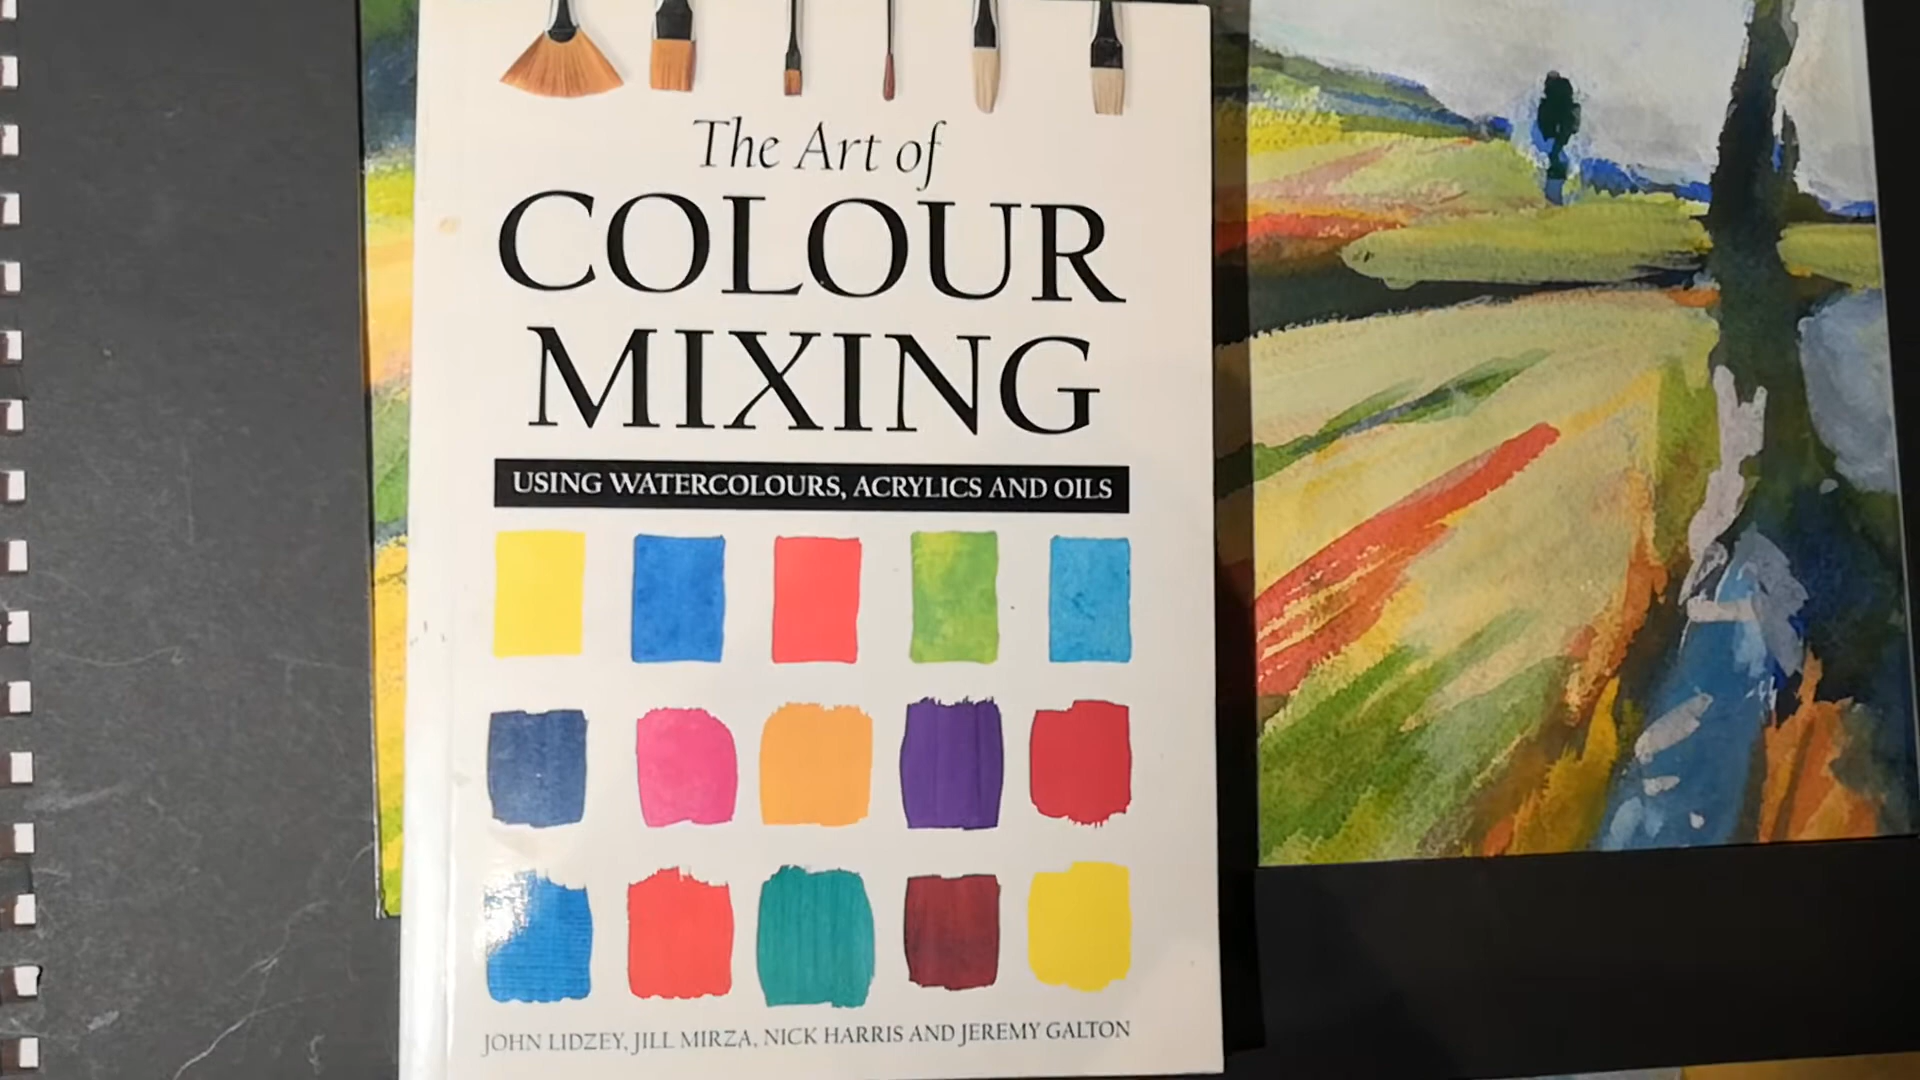 The Art of
COLOUR
MIXING
USING WATERCOLOURS, ACRYLICS AND OILS
JOHN LIDZEY, JILL MIRZA, NICK HARRIS AND JEREMY GALTON